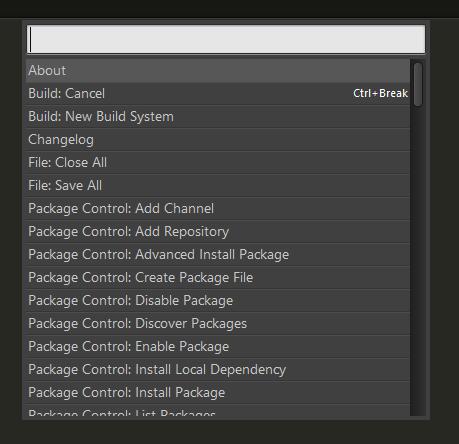 About
Build: Cancel Ctrl+Break
Build: New Build System
Changelog
File: Close All
File: Save All
Package Control: Add Channel
Package Control: Add Repository
Package Control: Advanced Install Package
Package Control: Create Package File
Package Control: Disable Package
Package Control: Discover Packages
Package Control: Enable Package
Package Control: Install Local Dependency
Package Control: Install Package
Package Control: List Packages